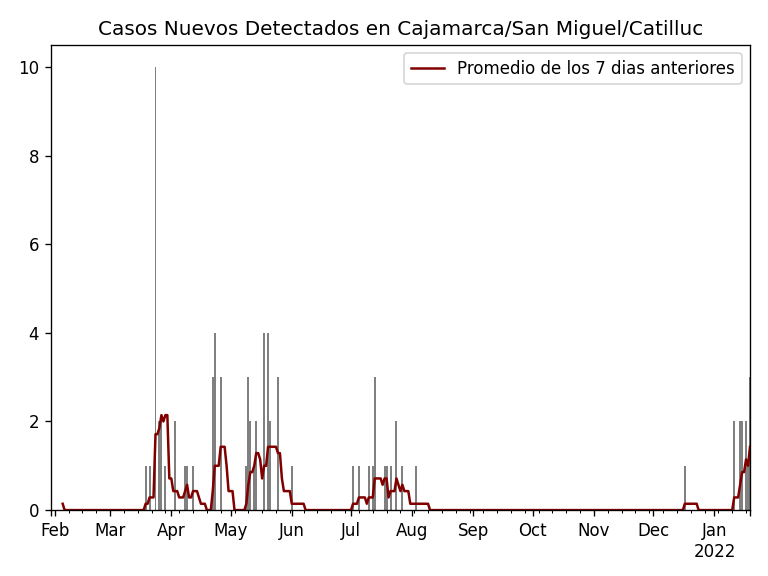 Casos Nuevos Detectados en Cajamarca/San Miguel/Catilluc
Promedio de los 7 dias anteriores
10
8
6
4
2
0
Feb Mar Apr May Jun Jul Aug Sep Oct Nov Dec Jan
2022